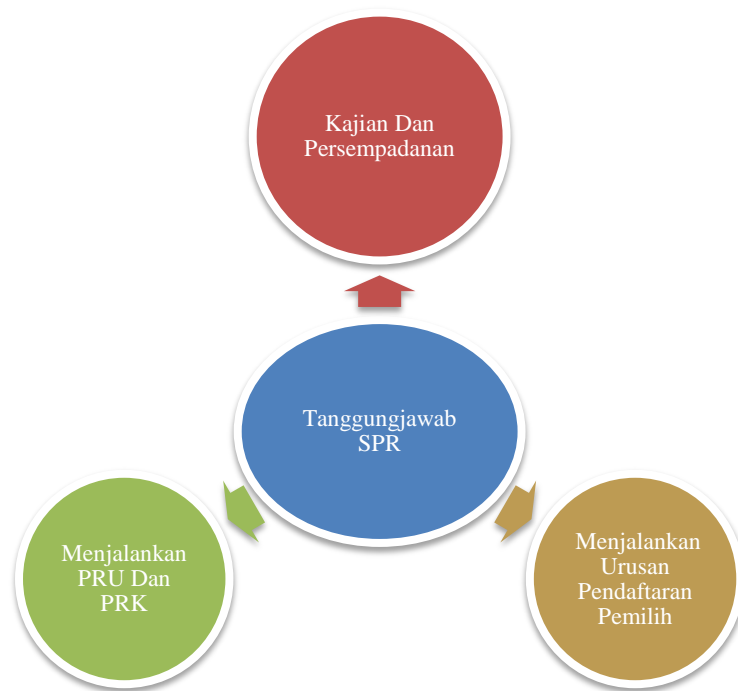 Kajian Dan
Persempadanan
Tanggungjawab
SPR
Menjalankan
PRU Dan
PRK
Menjalankan
Urusan
Pendaftaran
Pemilih